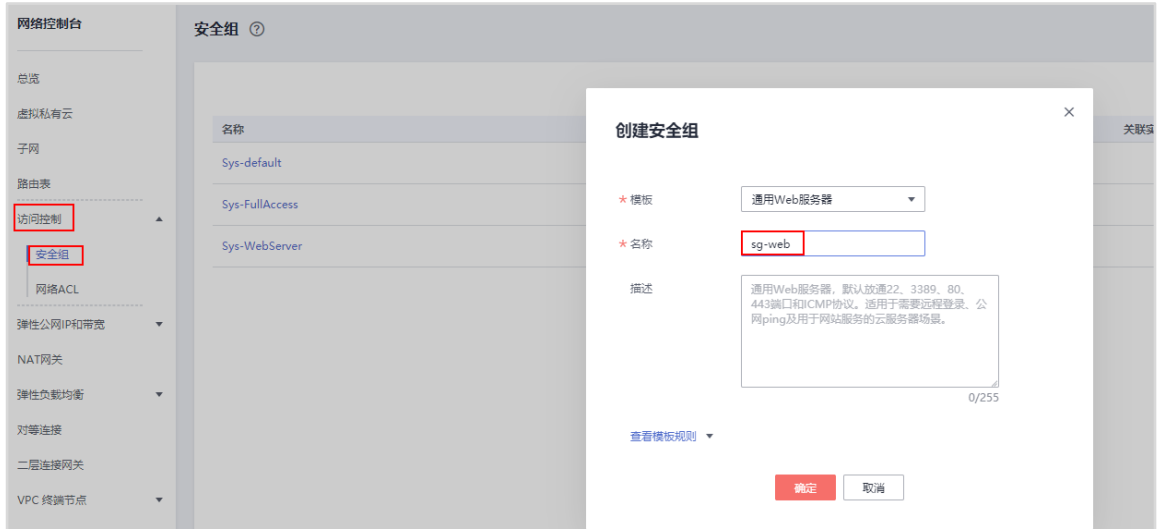 网络控制台
总览
虚拟私有云
子网
路由表
访问控制
安全组
网络ACL
弹性公网IP和带宽
NAT网关
弹性负载均衡
对等连接
二层连接网关
VPC 终端节点
安全组
名称
关联实
Sys-default
Sys-FullAccess
Sys-WebServer
创建安全组
★ 模板
通用Web服务器
★ 名称
sg-web
描述
通用Web服务器，默认放通22、3389、80、
443端口和ICMP协议。适用于需要远程登录、公
网ping及用于网站服务的云服务器场景。
0/255
查看模板规则
确定
取消